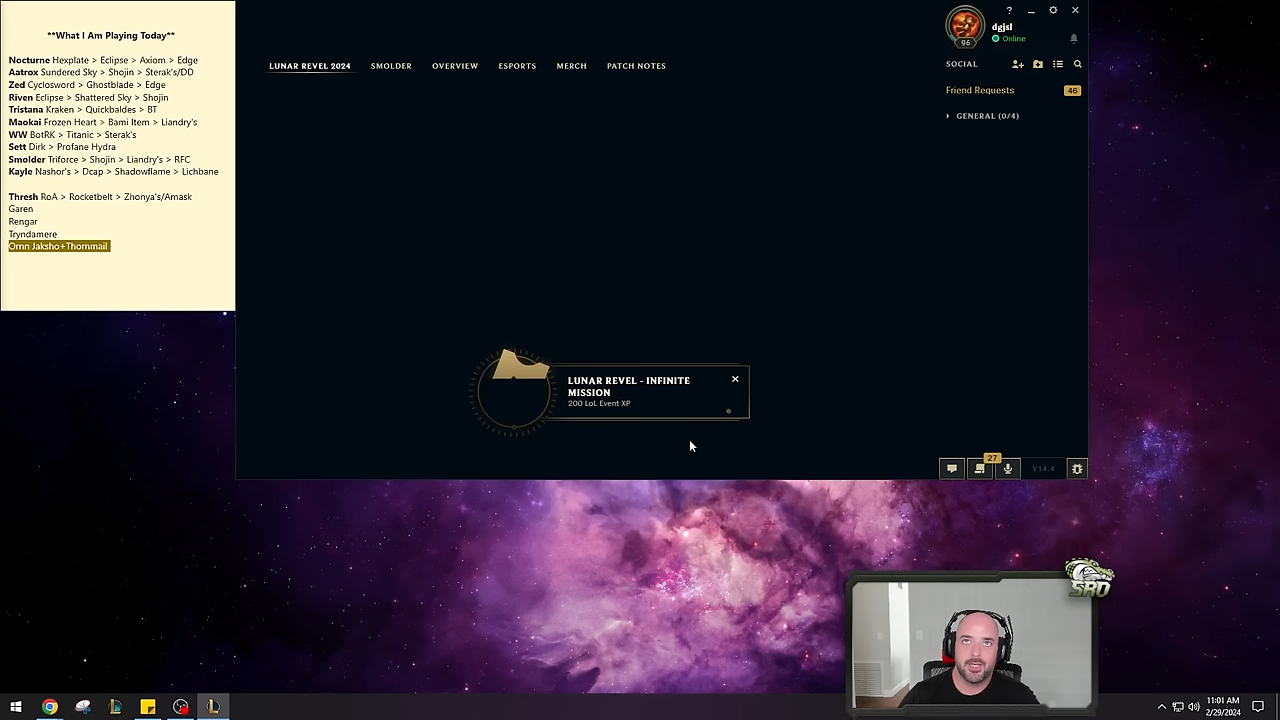 **What I Am Playing Today**
Nocturne Hexplate > Eclipse > Axiom > Edge
Aatrox Sundered Sky > Shojin > Sterak's/DD
Zed Cyclosword > Ghostblade > Edge
Riven Eclipse > Shattered Sky > Shojin
Tristana Kraken > Quickbaldes > BT
Maokai Frozen Heart > Bami Item > Liandry's
WW BotRK > Titanic > Sterak's
Sett Dirk > Profane Hydra
Smolder Triforce > Shojin > Liandry's > RFC
Kayle Nashor's > Dcap > Shadowflame > Lichbane
Thresh RoA > Rocketbelt > Zhonya's/Amask
Garen
Rengar
Tryndamere
Ornn Jaksho+Thornmail
LUNAR REVEL 2024 SMOLDER OVERVIEW ESPORTS MERCH PATCH NOTES
?
96
dgjsl
Online
SOCIAL
Friend Requests 46
GENERAL (0/4)
LUNAR REVEL - INFINITE
MISSION
200 LoL Event XP
27
V14.4
SRO
11:01 AM
2/29/2024